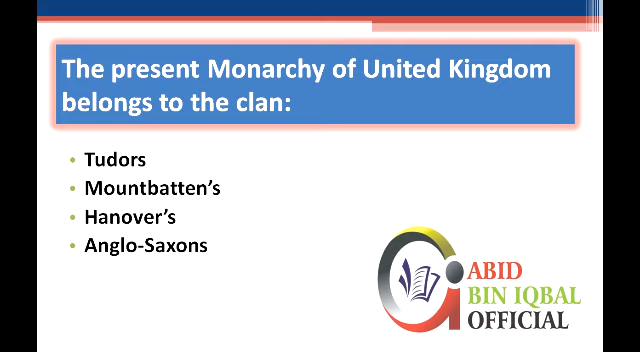 The present Monarchy of United Kingdom
belongs to the clan:
• Tudors
• Mountbatten’s
• Hanover’s
• Anglo-Saxons
ABID
BIN IQBAL
OFFICIAL